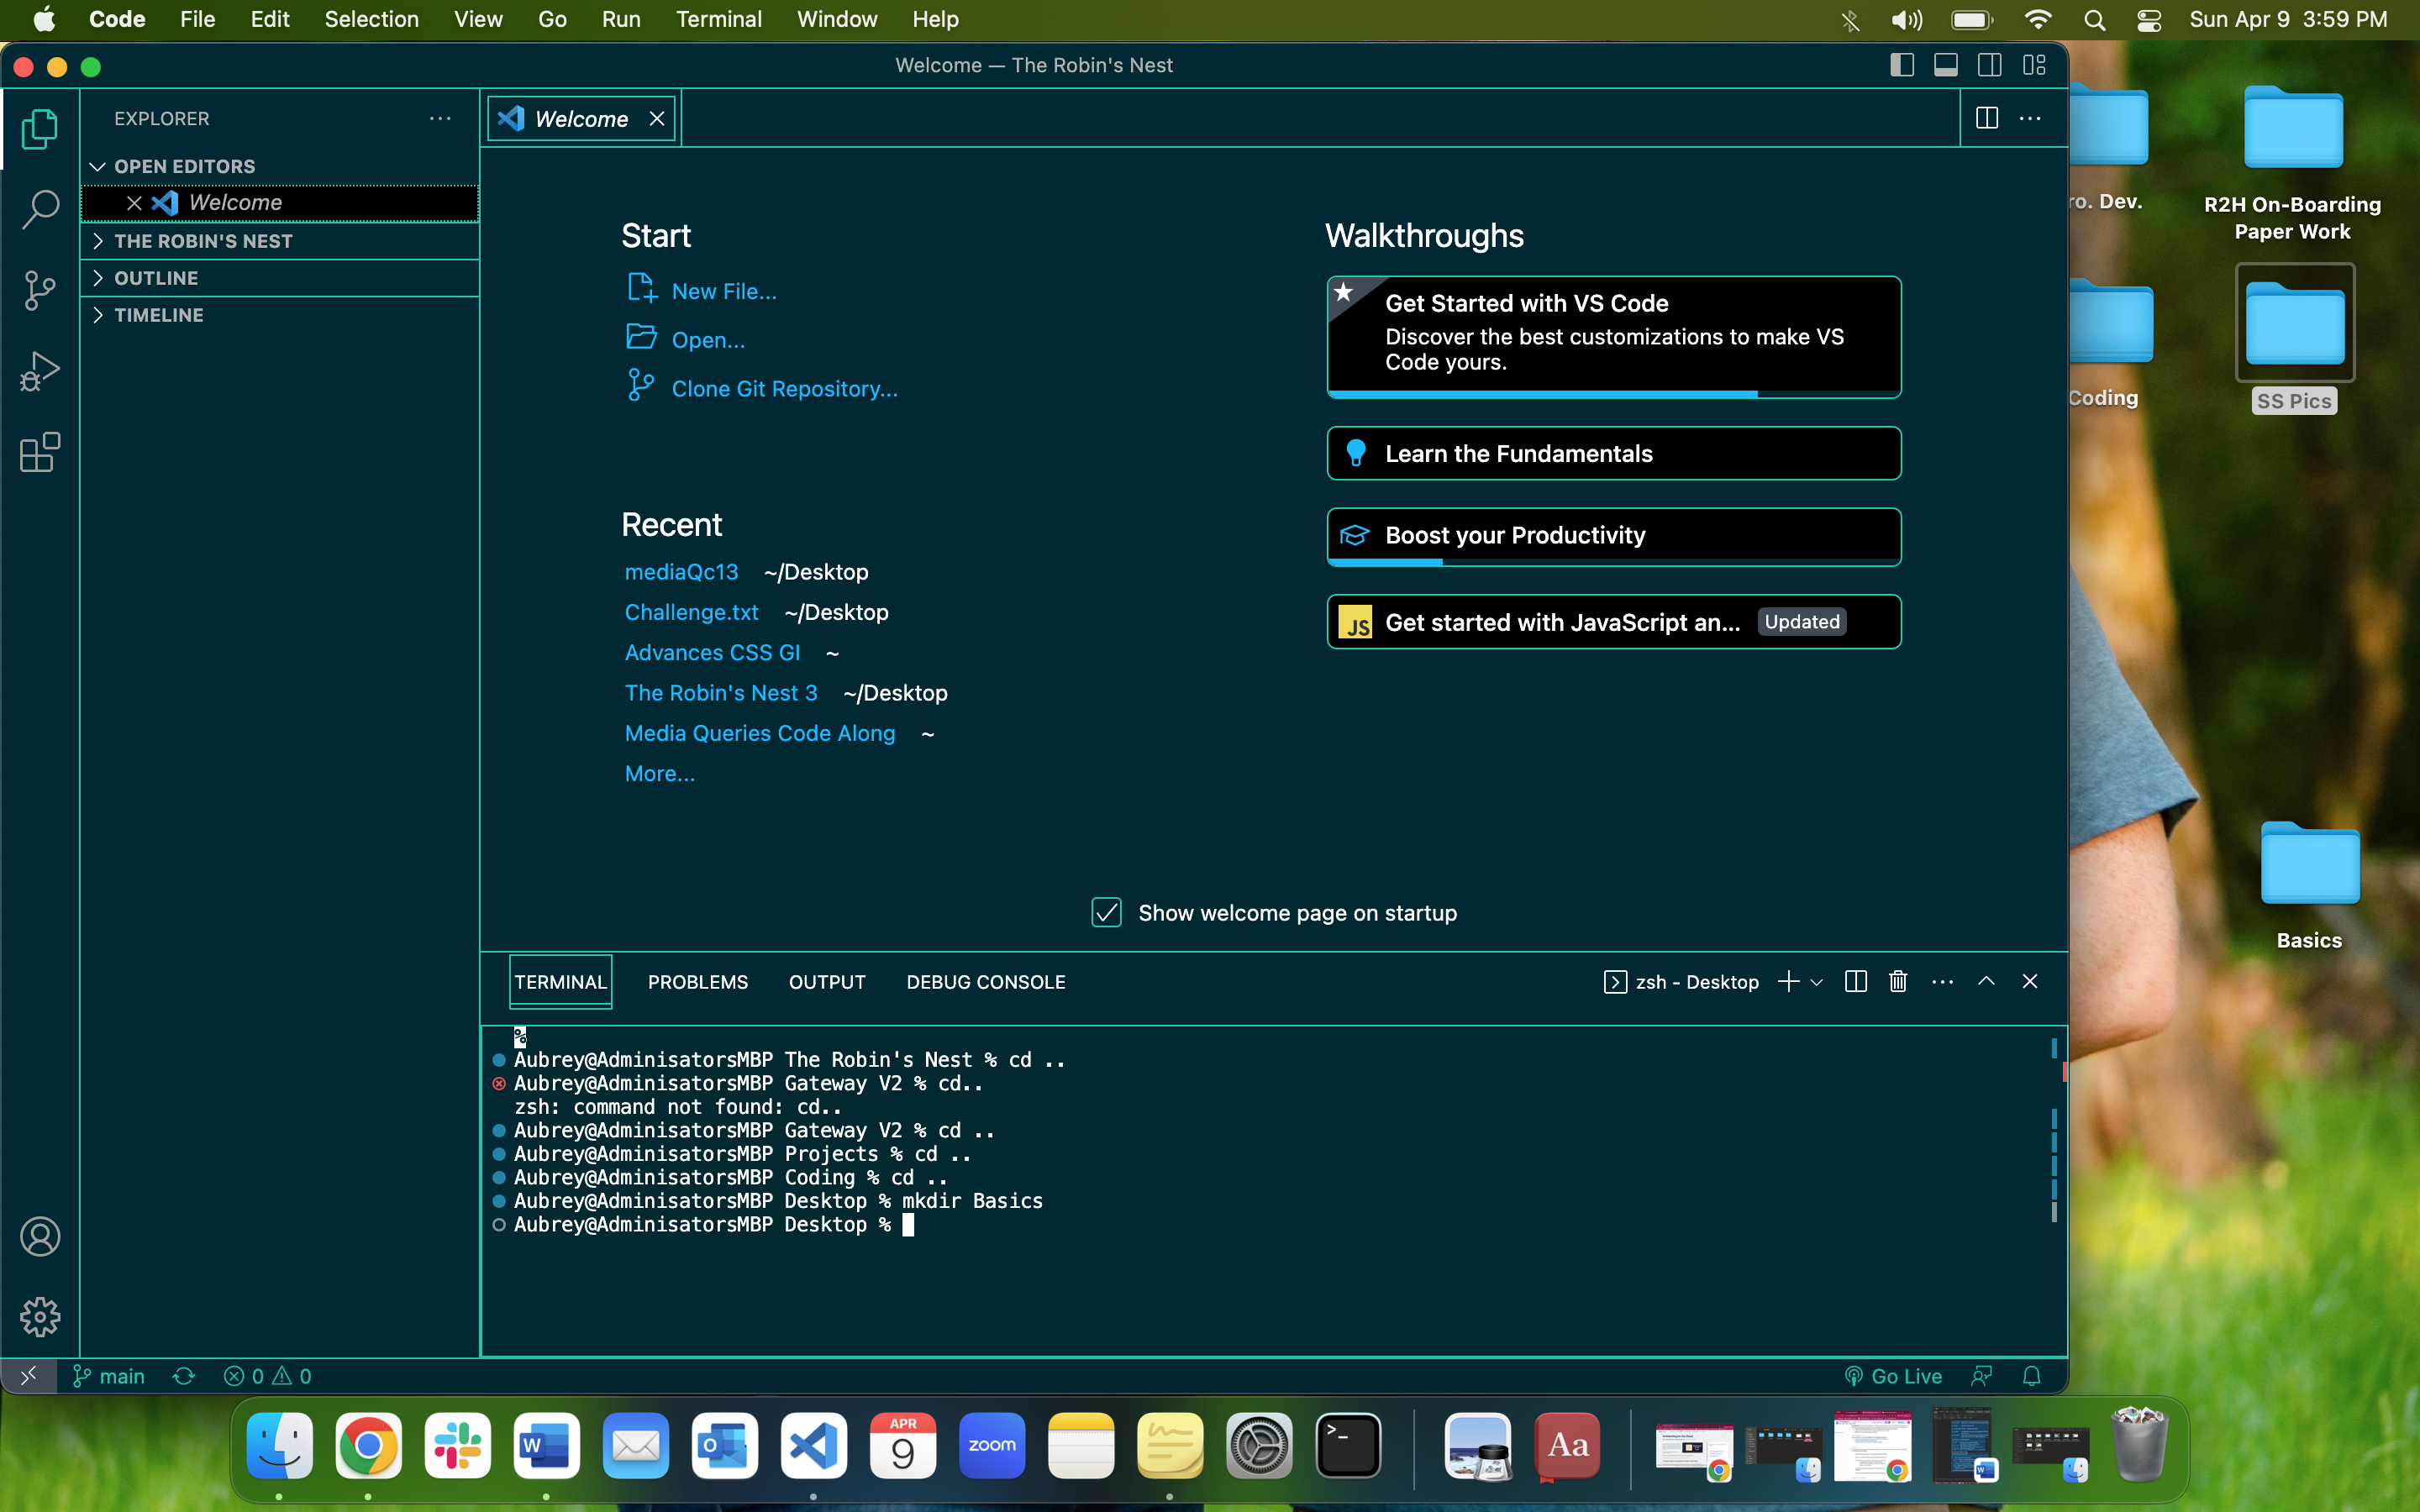 Code File Edit Selection View Go Run Terminal Window Help Sun Apr 9 3:59 PM
Welcome — The Robin's Nest
EXPLORER
Welcome
OPEN EDITORS
Welcome
THE ROBIN'S NEST
OUTLINE
TIMELINE
Start
New File...
Open...
Clone Git Repository...
Recent
mediaQc13 ~/Desktop
Challenge.txt ~/Desktop
Advances CSS GI ~
The Robin's Nest 3 ~/Desktop
Media Queries Code Along ~
More...
Walkthroughs
Get Started with VS Code
Discover the best customizations to make VS
Code yours.
Learn the Fundamentals
Boost your Productivity
JS Get started with JavaScript an... Updated
Show welcome page on startup
TERMINAL PROBLEMS OUTPUT DEBUG CONSOLE zsh - Desktop
%
Aubrey@AdminisatorsMBP The Robin's Nest % cd ..
Aubrey@AdminisatorsMBP Gateway V2 % cd..
zsh: command not found: cd..
Aubrey@AdminisatorsMBP Gateway V2 % cd ..
Aubrey@AdminisatorsMBP Projects % cd ..
Aubrey@AdminisatorsMBP Coding % cd ..
Aubrey@AdminisatorsMBP Desktop % mkdir Basics
Aubrey@AdminisatorsMBP Desktop %
main 0 0 Go Live
ro. Dev.
R2H On-Boarding
Paper Work
Coding
SS Pics
Basics
W
O
APR
9
zoom
>_
Aa
W